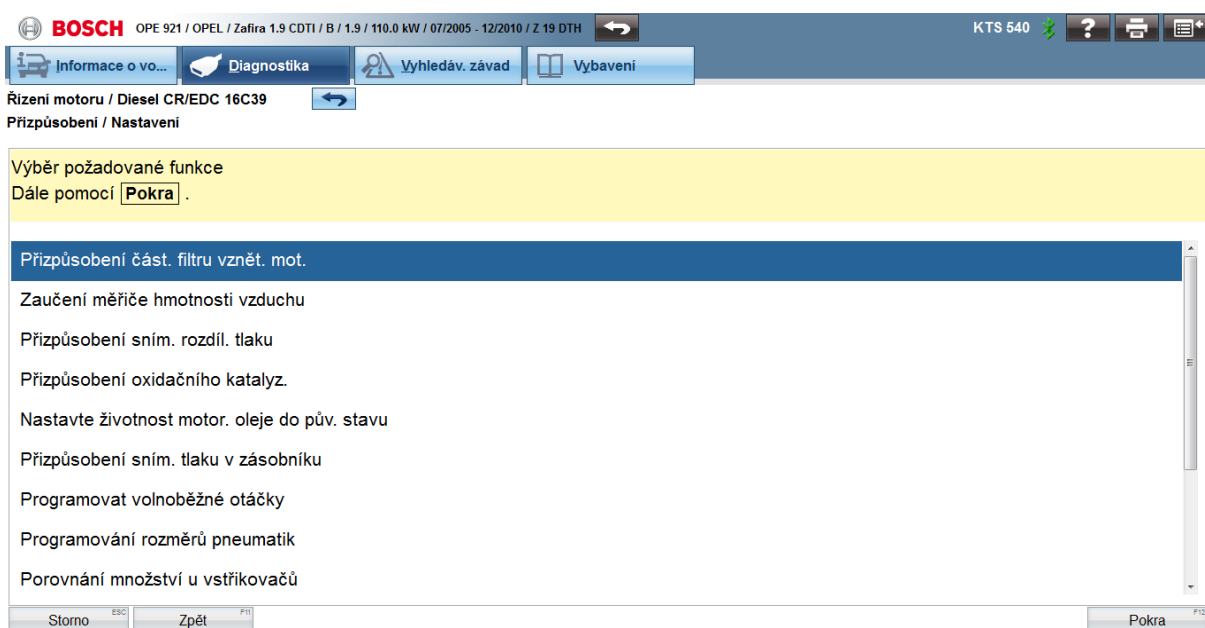 BOSCH OPE 921 / OPEL / Zafira 1.9 CDTI / B / 1.9 / 110.0 kW / 07/2005 - 12/2010 / Z 19 DTH KTS 540 ?
Informace o vo... Diagnostika Vyhledáv. závad Vybavení
Řízení motoru / Diesel CR/EDC 16C39
Přizpůsobení / Nastavení
Výběr požadované funkce
Dále pomocí Pokra .
Přizpůsobení část. filtru vznět. mot.
Zaučení měřiče hmotnosti vzduchu
Přizpůsobení sním. rozdíl. tlaku
Přizpůsobení oxidačního katalyz.
Nastavte životnost motor. oleje do pův. stavu
Přizpůsobení sním. tlaku v zásobníku
Programovat volnoběžné otáčky
Programování rozměrů pneumatik
Porovnání množství u vstřikovačů
Storno ESC Zpět F11 Pokra F12